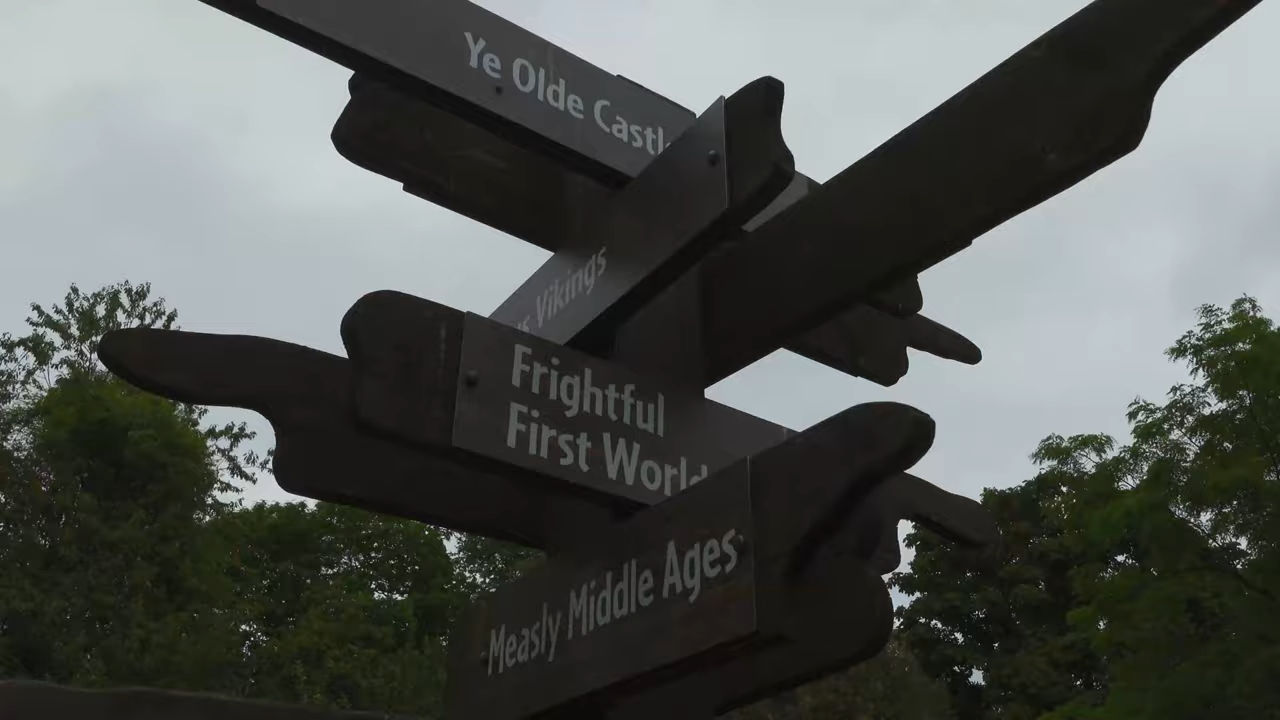 Ye Olde Castl
Vikings
Frightful
First World
Measly Middle Ages